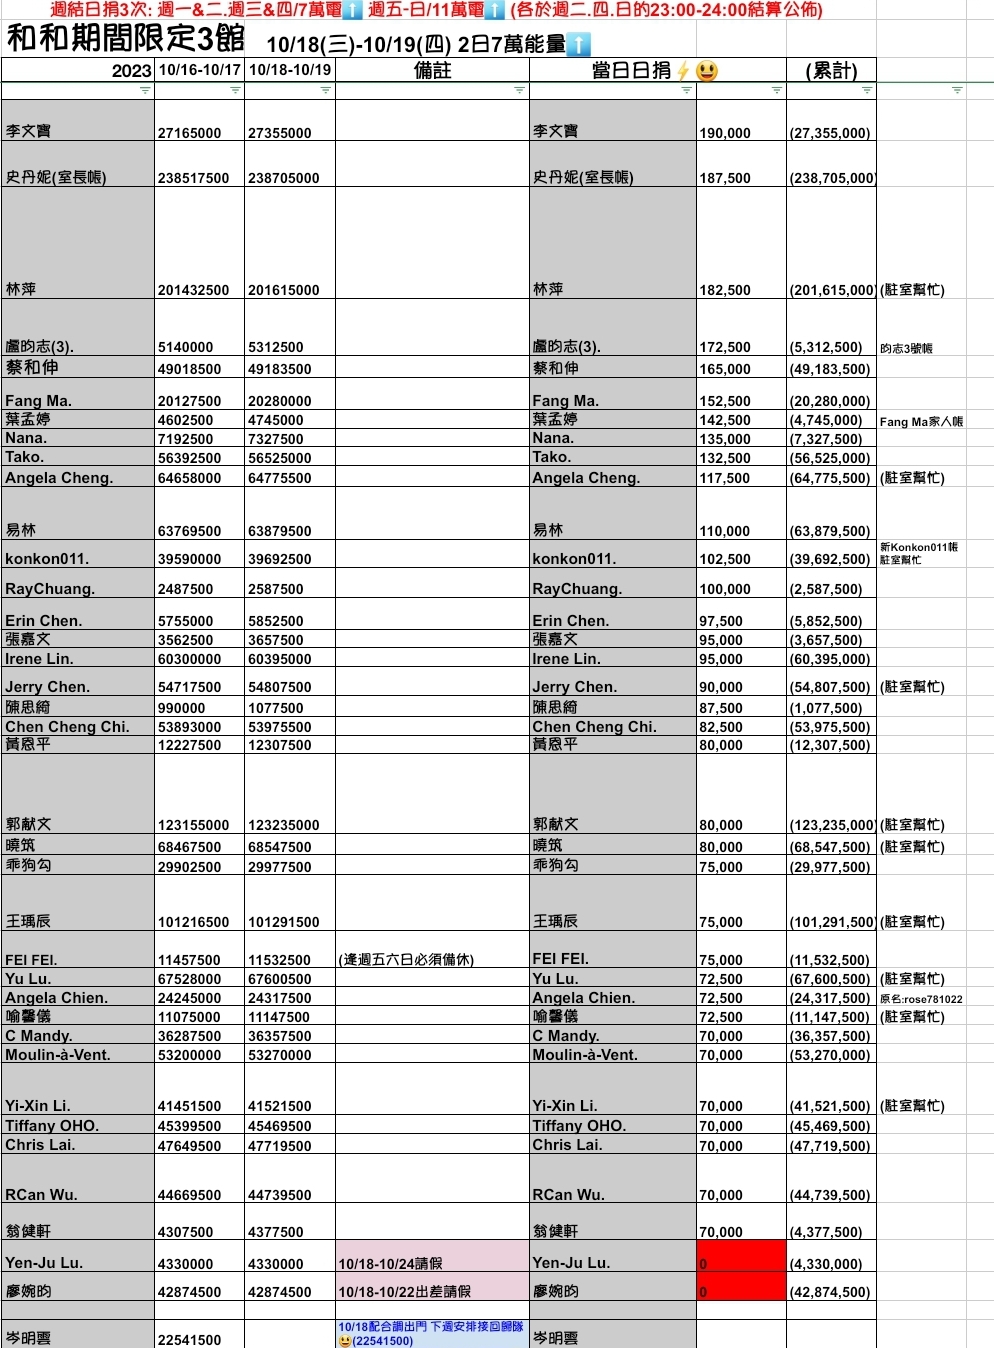 週結日捐3次: 週一&二.週三&四/7萬電⬆️ 週五-日/11萬電⬆️ (各於週二.四.日的23:00-24:00結算公佈)
和和期間限定3館 10/18(三)-10/19(四) 2日7萬能量⬆️
2023 10/16-10/17 10/18-10/19 備註 當日日捐⚡😃 (累計)
李文寶 27165000 27355000 李文寶 190,000 (27,355,000)
史丹妮(室長帳) 238517500 238705000 史丹妮(室長帳) 187,500 (238,705,000)
林萍 201432500 201615000 林萍 182,500 (201,615,000) (駐室幫忙)
盧昀志(3). 5140000 5312500 盧昀志(3). 172,500 (5,312,500) 昀志3號帳
蔡和伸 49018500 49183500 蔡和伸 165,000 (49,183,500)
Fang Ma. 20127500 20280000 Fang Ma. 152,500 (20,280,000)
葉孟婷 4602500 4745000 葉孟婷 142,500 (4,745,000) Fang Ma家人帳
Nana. 7192500 7327500 Nana. 135,000 (7,327,500)
Tako. 56392500 56525000 Tako. 132,500 (56,525,000)
Angela Cheng. 64658000 64775500 Angela Cheng. 117,500 (64,775,500) (駐室幫忙)
易林 63769500 63879500 易林 110,000 (63,879,500)
konkon011. 39590000 39692500 konkon011. 102,500 (39,692,500) 新Konkon011帳
駐室幫忙
RayChuang. 2487500 2587500 RayChuang. 100,000 (2,587,500)
Erin Chen. 5755000 5852500 Erin Chen. 97,500 (5,852,500)
張嘉文 3562500 3657500 張嘉文 95,000 (3,657,500)
Irene Lin. 60300000 60395000 Irene Lin. 95,000 (60,395,000)
Jerry Chen. 54717500 54807500 Jerry Chen. 90,000 (54,807,500) (駐室幫忙)
陳思綺 990000 1077500 陳思綺 87,500 (1,077,500)
Chen Cheng Chi. 53893000 53975500 Chen Cheng Chi. 82,500 (53,975,500)
黃恩平 12227500 12307500 黃恩平 80,000 (12,307,500)
郭献文 123155000 123235000 郭献文 80,000 (123,235,000) (駐室幫忙)
曉筑 68467500 68547500 曉筑 80,000 (68,547,500) (駐室幫忙)
乖狗勾 29902500 29977500 乖狗勾 75,000 (29,977,500)
王瑀辰 101216500 101291500 王瑀辰 75,000 (101,291,500) (駐室幫忙)
FEI FEI. 11457500 11532500 (逢週五六日必須備休) FEI FEI. 75,000 (11,532,500)
Yu Lu. 67528000 67600500 Yu Lu. 72,500 (67,600,500) (駐室幫忙)
Angela Chien. 24245000 24317500 Angela Chien. 72,500 (24,317,500) 原名:rose781022
喻馨儀 11075000 11147500 喻馨儀 72,500 (11,147,500) (駐室幫忙)
C Mandy. 36287500 36357500 C Mandy. 70,000 (36,357,500)
Moulin-à-Vent. 53200000 53270000 Moulin-à-Vent. 70,000 (53,270,000)
Yi-Xin Li. 41451500 41521500 Yi-Xin Li. 70,000 (41,521,500) (駐室幫忙)
Tiffany OHO. 45399500 45469500 Tiffany OHO. 70,000 (45,469,500)
Chris Lai. 47649500 47719500 Chris Lai. 70,000 (47,719,500)
RCan Wu. 44669500 44739500 RCan Wu. 70,000 (44,739,500)
翁健軒 4307500 4377500 翁健軒 70,000 (4,377,500)
Yen-Ju Lu. 4330000 4330000 10/18-10/24請假 Yen-Ju Lu. 0 (4,330,000)
廖婉昀 42874500 42874500 10/18-10/22出差請假 廖婉昀 0 (42,874,500)
岑明雲 22541500 10/18配合調出門 下週安排接回歸隊
😃(22541500) 岑明雲